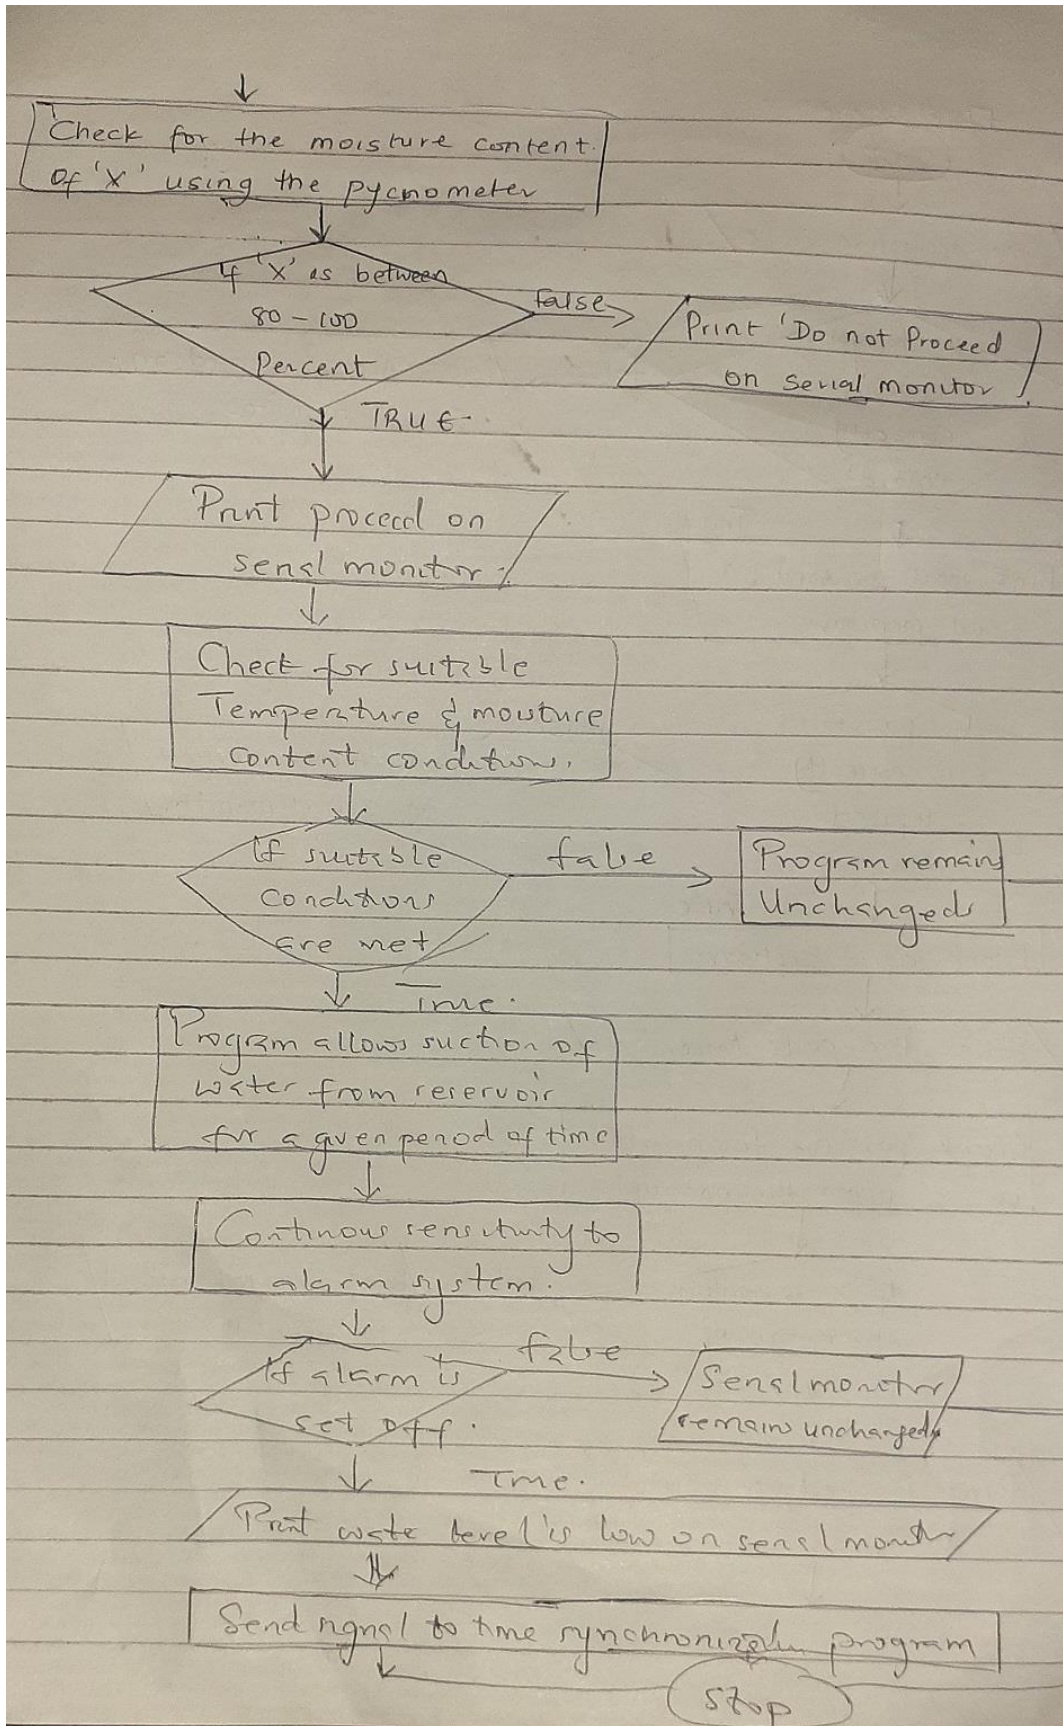 Check for the moisture content.
Of 'X' using the pycnometer
If 'X' is between
80 - 100
Percent
false
Print 'Do not Proceed
on serial monitor
TRUE
Print proceed on
serial monitor.
Check for suitable
Temperature & moisture
content conditions.
If suitable
conditions
are met
false
Program remains
Unchanged
True.
Program allows suction of
water from reservoir
for a given period of time
Continous sensitivity to
alarm system.
If alarm is
set off.
false
Serial monitor
remains unchanged
True.
Print wate level is low on serial monitor
Send signal to time synchronization program
Stop